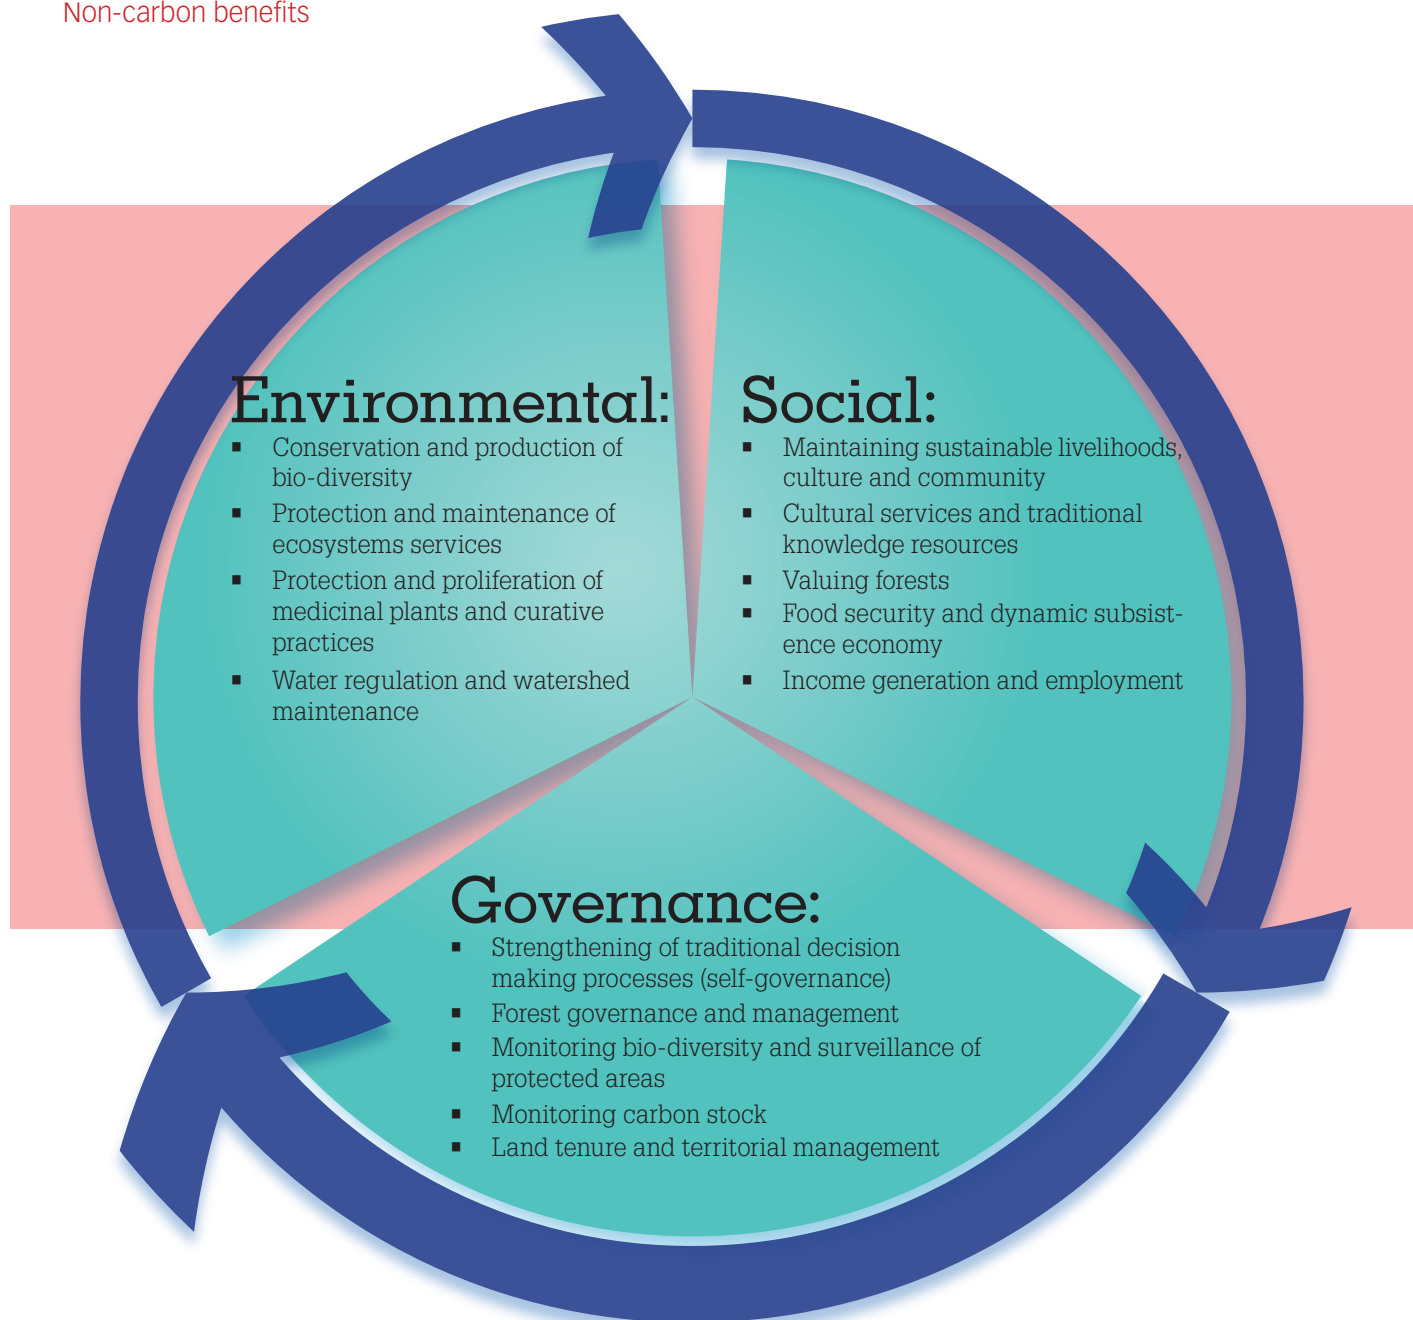 Non-carbon benefits
Environmental:
▪ Conservation and production of
bio-diversity
▪ Protection and maintenance of
ecosystems services
▪ Protection and proliferation of
medicinal plants and curative
practices
▪ Water regulation and watershed
maintenance
Social:
▪ Maintaining sustainable livelihoods,
culture and community
▪ Cultural services and traditional
knowledge resources
▪ Valuing forests
▪ Food security and dynamic subsist-
ence economy
▪ Income generation and employment
Governance:
▪ Strengthening of traditional decision
making processes (self-governance)
▪ Forest governance and management
▪ Monitoring bio-diversity and surveillance of
protected areas
▪ Monitoring carbon stock
▪ Land tenure and territorial management